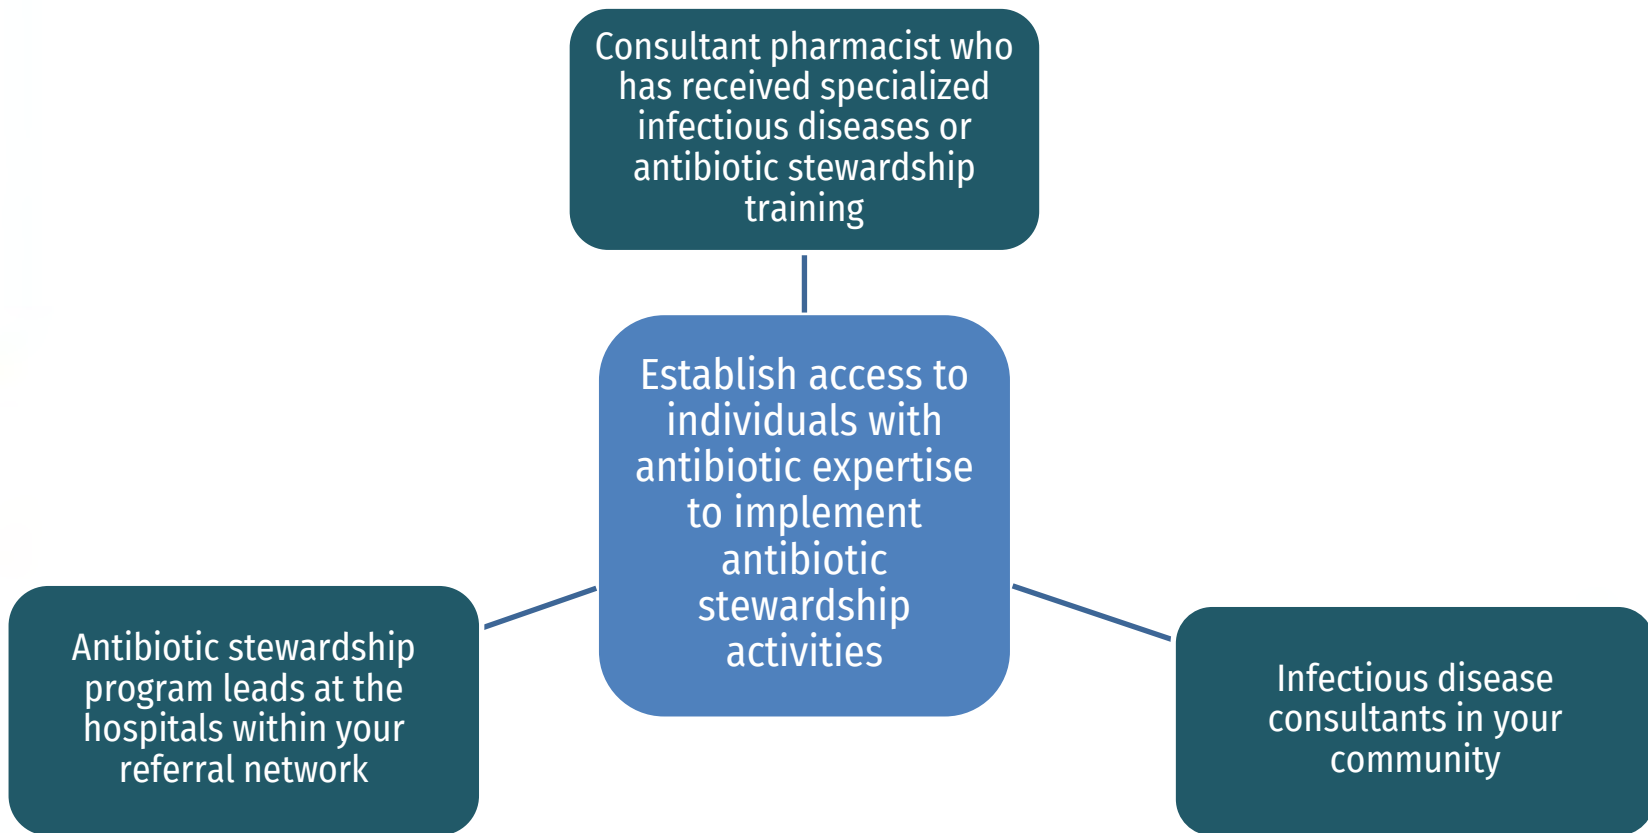 Consultant pharmacist who
has received specialized
infectious diseases or
antibiotic stewardship
training
Establish access to
individuals with
antibiotic expertise
to implement
antibiotic
stewardship
activities
Antibiotic stewardship
program leads at the
hospitals within your
referral network
Infectious disease
consultants in your
community